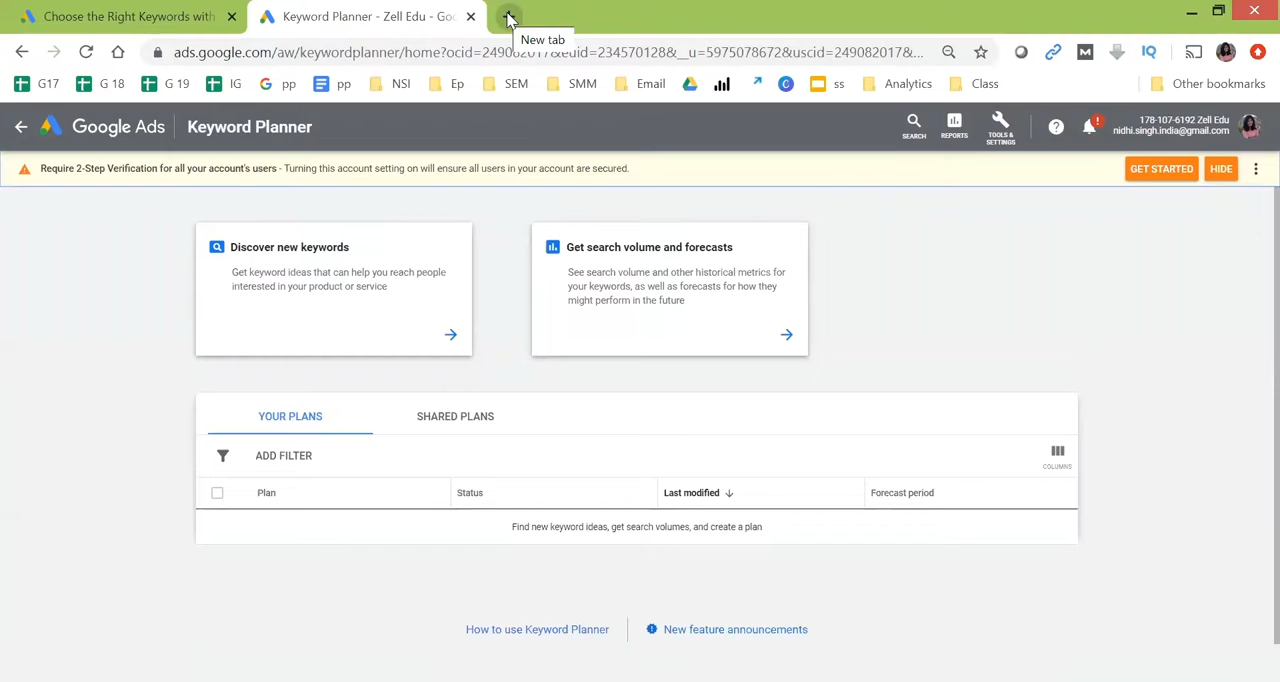 Choose the Right Keywords with
Keyword Planner - Zell Edu - Go
New tab
ads.google.com/aw/keywordplanner/home?ocid=249082017&euid=234570128&__u=5975078672&uscid=249082017&...
G17 G 18 G 19 IG pp pp NSI Ep SEM SMM Email ss Analytics Class Other bookmarks
Google Ads Keyword Planner
SEARCH REPORTS TOOLS & SETTINGS
178-107-6192 Zell Edu
nidhi.singh.india@gmail.com
Require 2-Step Verification for all your account's users - Turning this account setting on will ensure all users in your account are secured.
GET STARTED HIDE
Discover new keywords
Get keyword ideas that can help you reach people
interested in your product or service
Get search volume and forecasts
See search volume and other historical metrics for
your keywords, as well as forecasts for how they
might perform in the future
YOUR PLANS SHARED PLANS
ADD FILTER
COLUMNS
Plan Status Last modified Forecast period
Find new keyword ideas, get search volumes, and create a plan
How to use Keyword Planner New feature announcements